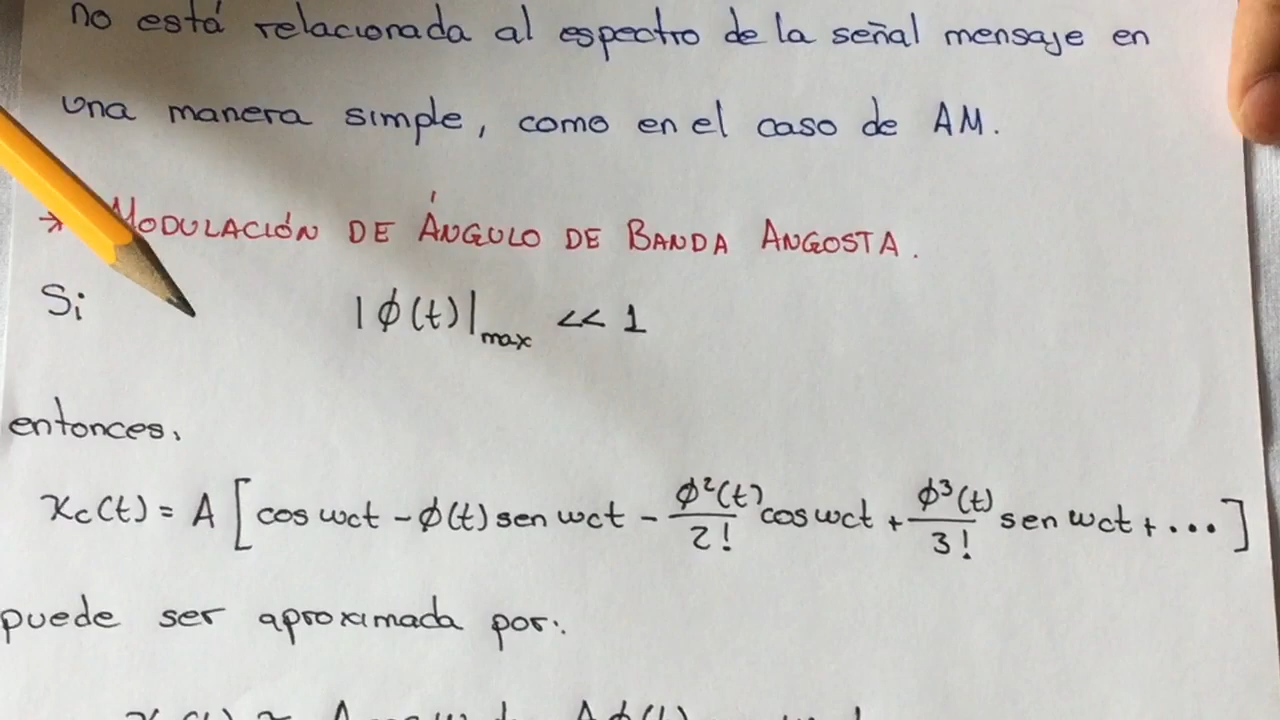 no está relacionada al espectro de la señal mensaje en
una manera simple, como en el caso de AM.
→ MODULACIÓN DE ÁNGULO DE BANDA ANGOSTA.
Si |ϕ(t)|max << 1
entonces,
xc(t) = A [cos wct - ϕ(t) sen wct - ϕ²(t)/2! cos wct + ϕ³(t)/3! sen wct + ...]
puede ser aproximada por: